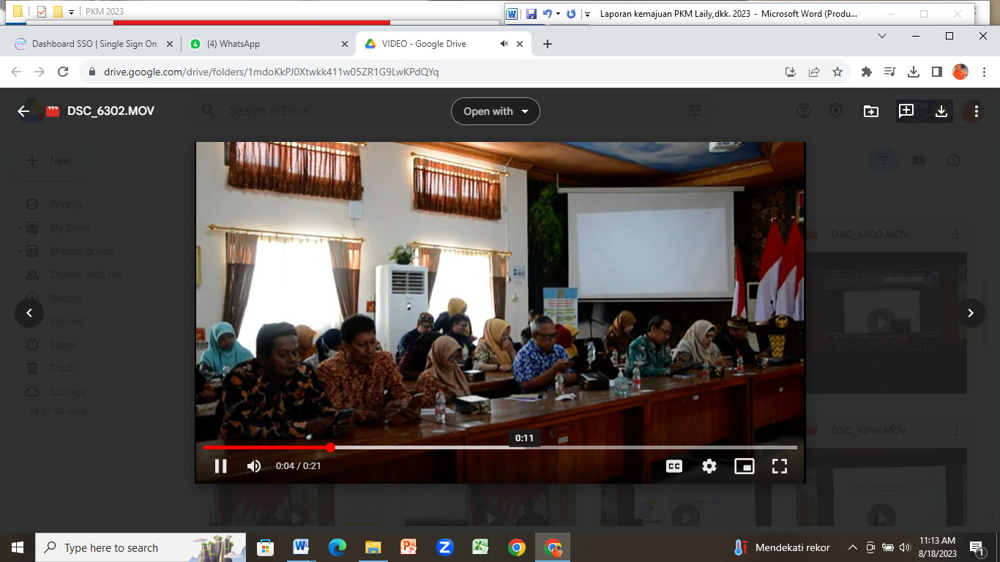 PKM 2023
Laporan kemajuan PKM Laily,dkk. 2023 - Microsoft Word (Produ...
Dashboard SSO | Single Sign On
(4) WhatsApp
VIDEO - Google Drive
drive.google.com/drive/folders/1mdoKkPJ0Xtwkk411w05ZR1G9LwKPdQYq
DSC_6302.MOV
Search in Drive
Open with
New
Priority
My Drive
Shared drives
Shared with me
Recent
Starred
Spam
Trash
Storage
24.87 GB used
DSC_6300.MOV
DSC_6296.MOV
0:11
0:04 / 0:21
CC
Type here to search
Mendekati rekor
11:13 AM
8/18/2023
1